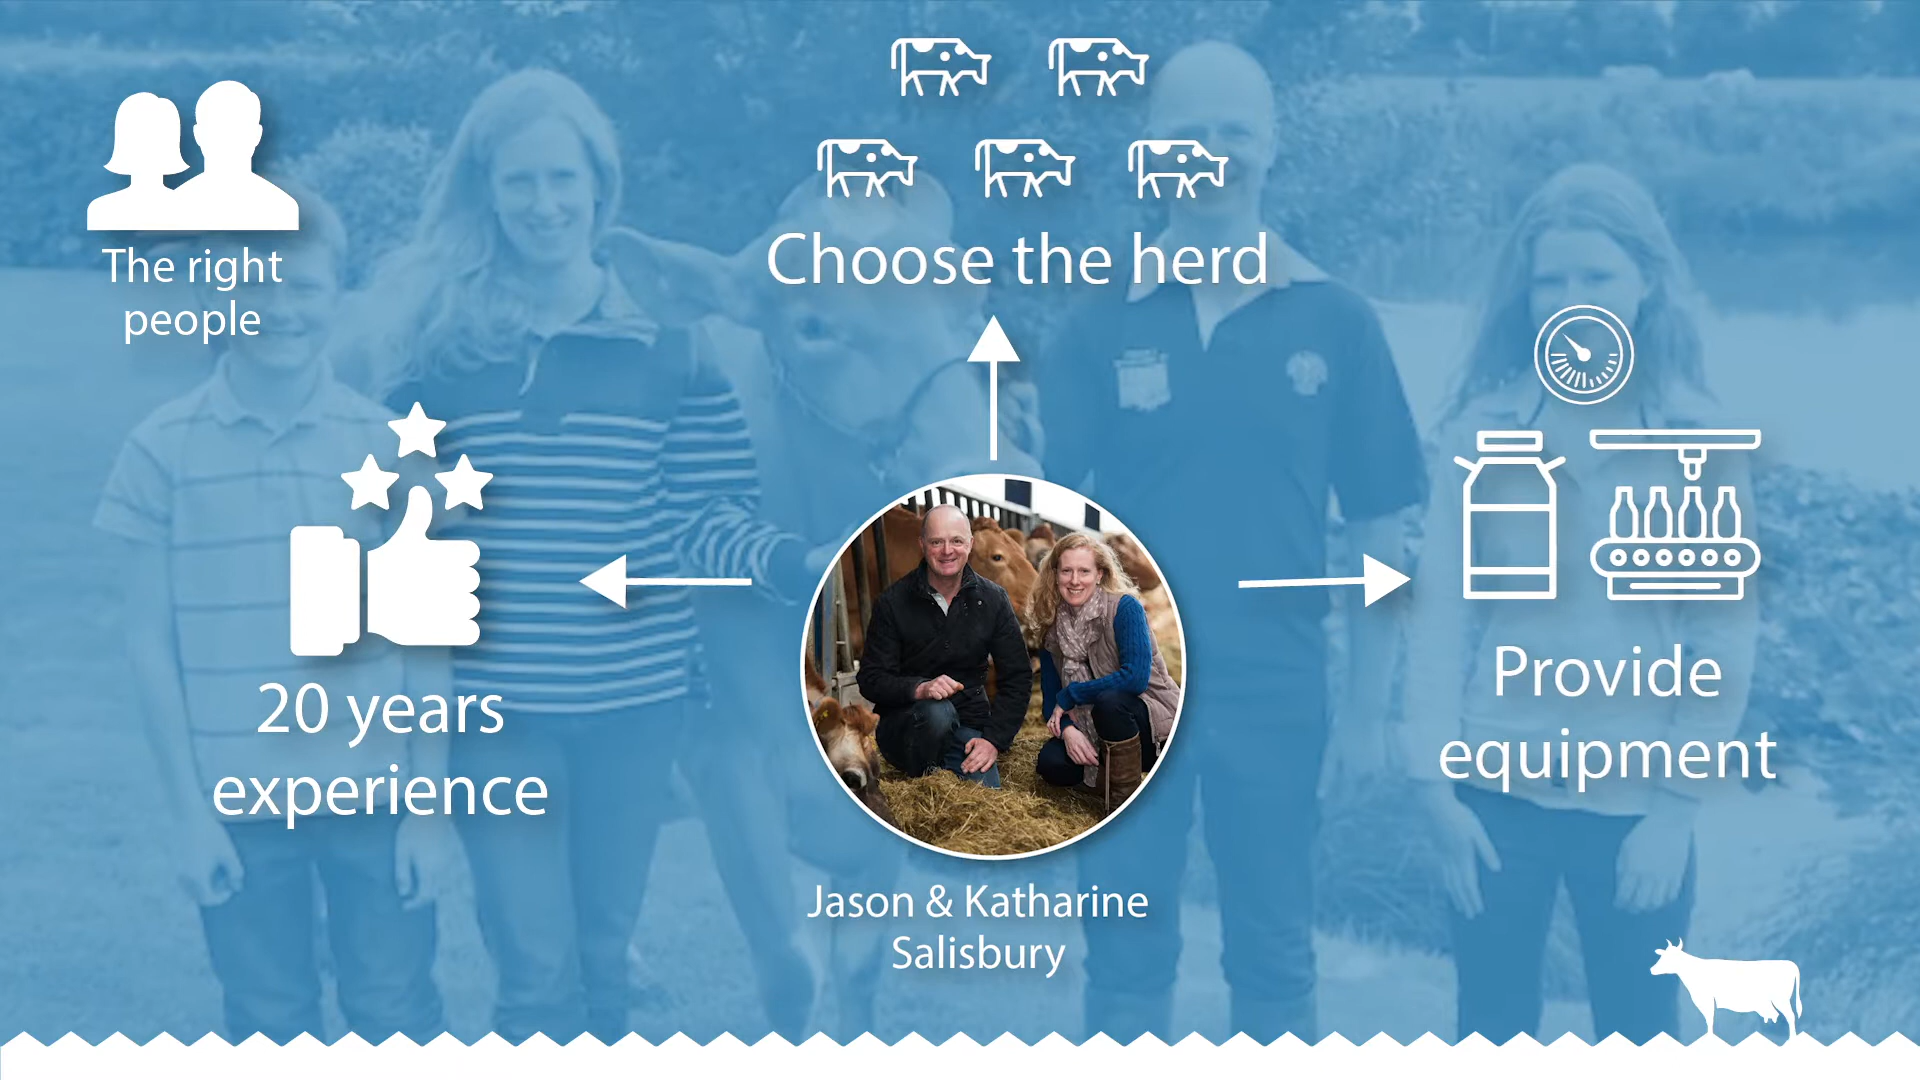 The right
people
Choose the herd
20 years
experience
Provide
equipment
Jason & Katharine
Salisbury